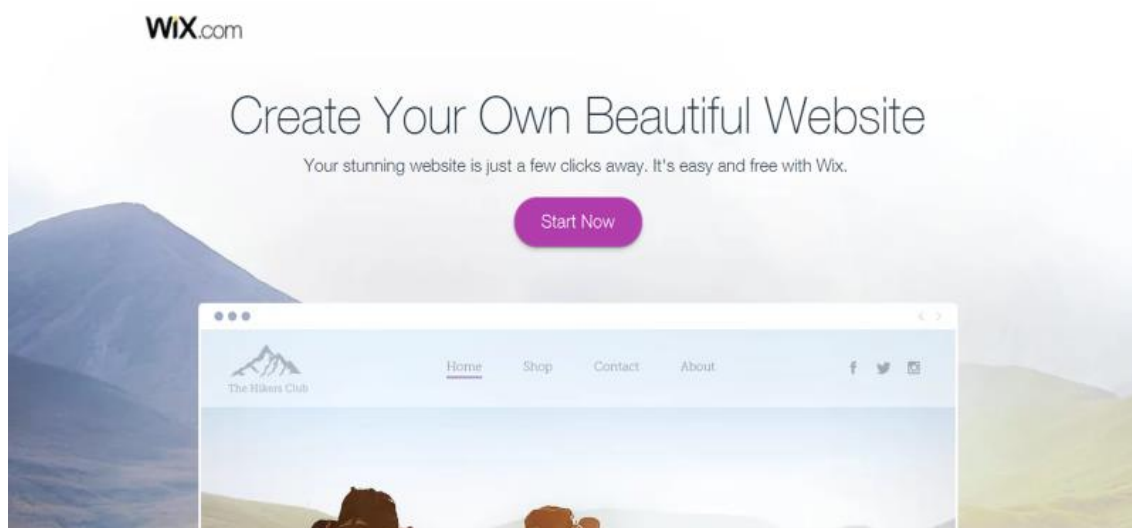 WiX.com
Create Your Own Beautiful Website
Your stunning website is just a few clicks away. It's easy and free with Wix.
Start Now
Home Shop Contact About
The Hikers Club